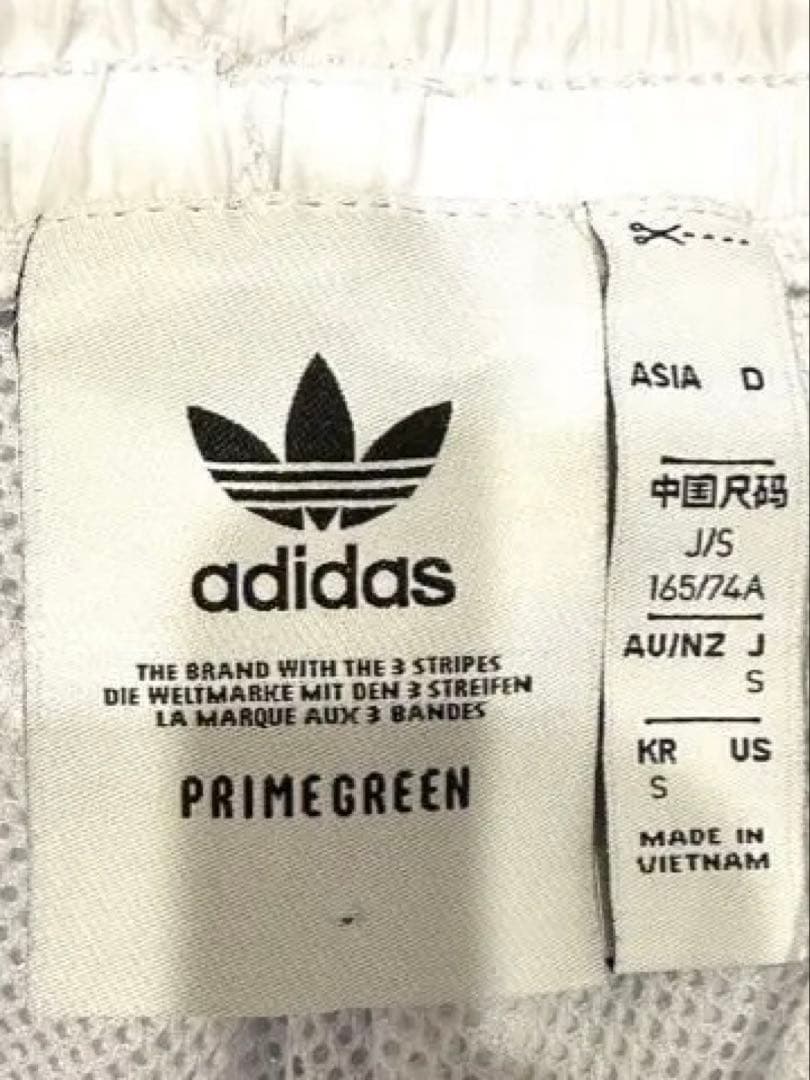 adidas
THE BRAND WITH THE 3 STRIPES
DIE WELTMARKE MIT DEN 3 STREIFEN
LA MARQUE AUX 3 BANDES
PRIMEGREEN
ASIA D
中国尺码
J/S
165/74A
AU/NZ J
S
KR US
S
MADE IN
VIETNAM